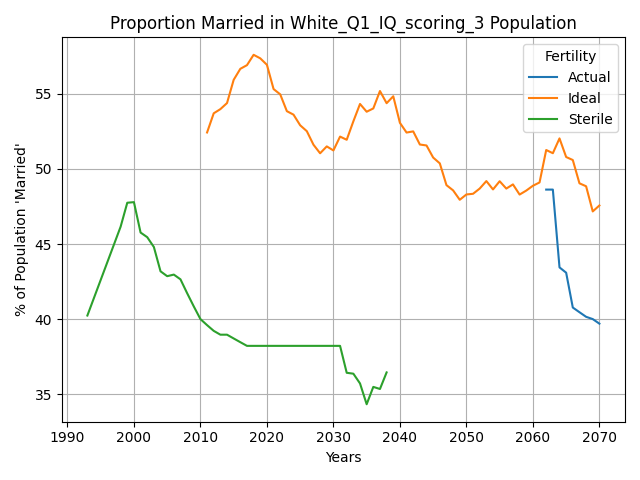 Proportion Married in White_Q1_IQ_scoring_3 Population
Fertility
Actual
Ideal
Sterile
% of Population 'Married'
55
50
45
40
35
1990 2000 2010 2020 2030 2040 2050 2060 2070
Years